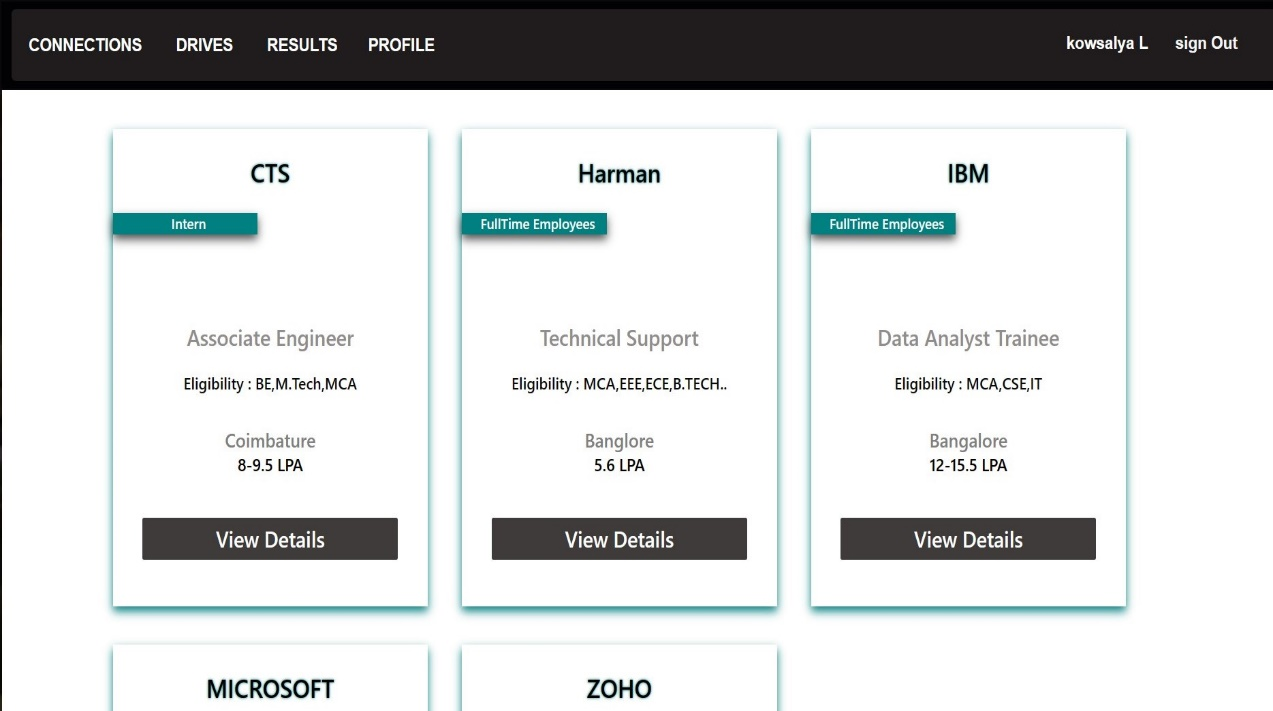 CONNECTIONS DRIVES RESULTS PROFILE kowsalya L sign Out
CTS
Intern
Associate Engineer
Eligibility : BE,M.Tech,MCA
Coimbature
8-9.5 LPA
View Details
Harman
FullTime Employees
Technical Support
Eligibility : MCA,EEE,ECE,B.TECH..
Banglore
5.6 LPA
View Details
IBM
FullTime Employees
Data Analyst Trainee
Eligibility : MCA,CSE,IT
Bangalore
12-15.5 LPA
View Details
MICROSOFT
ZOHO